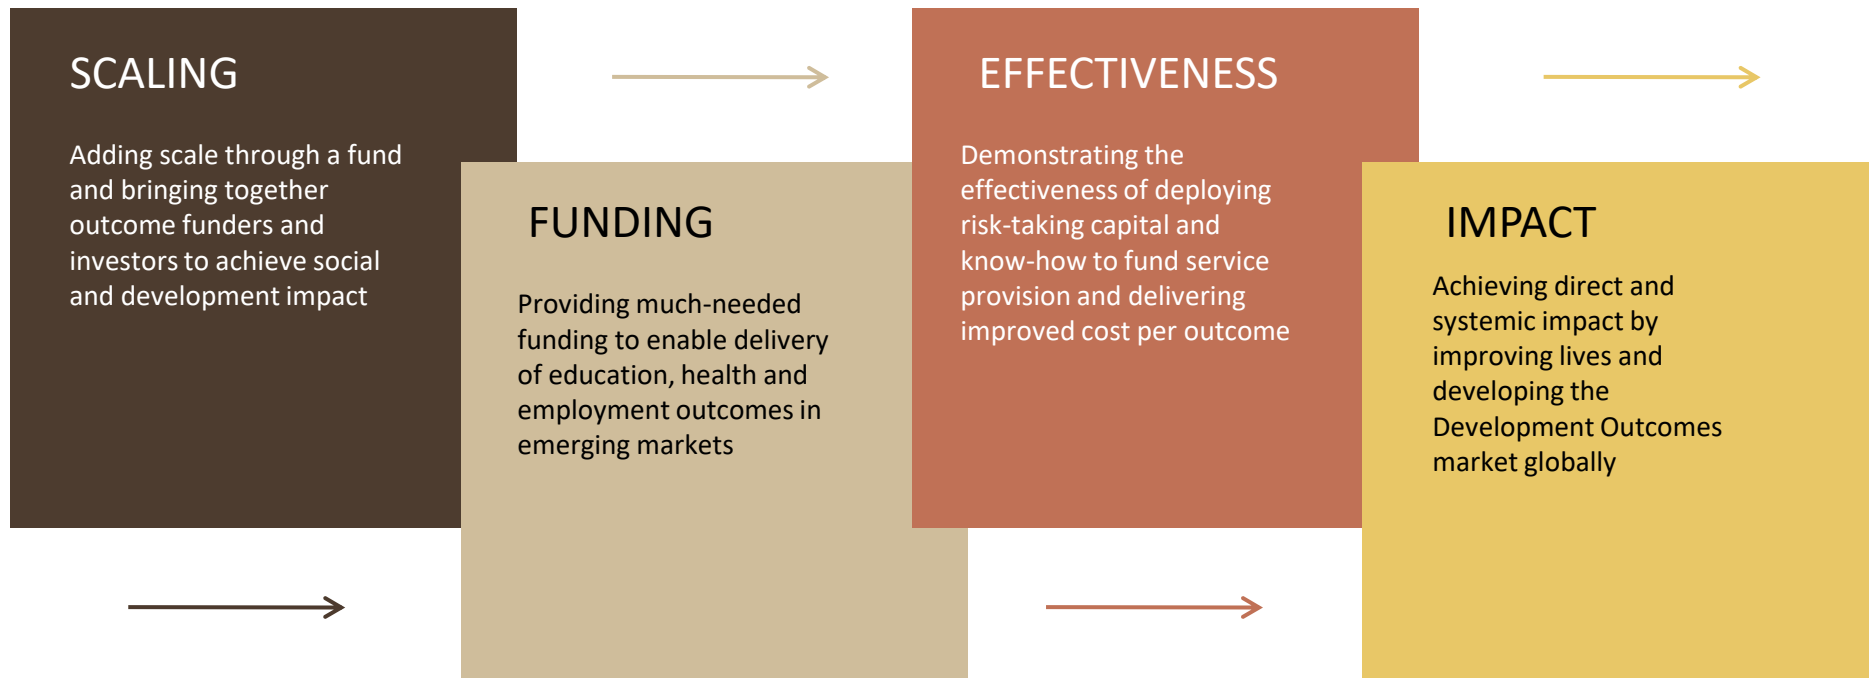 SCALING
Adding scale through a fund
and bringing together
outcome funders and
investors to achieve social
and development impact
FUNDING
Providing much-needed
funding to enable delivery
of education, health and
employment outcomes in
emerging markets
EFFECTIVENESS
Demonstrating the
effectiveness of deploying
risk-taking capital and
know-how to fund service
provision and delivering
improved cost per outcome
IMPACT
Achieving direct and
systemic impact by
improving lives and
developing the
Development Outcomes
market globally